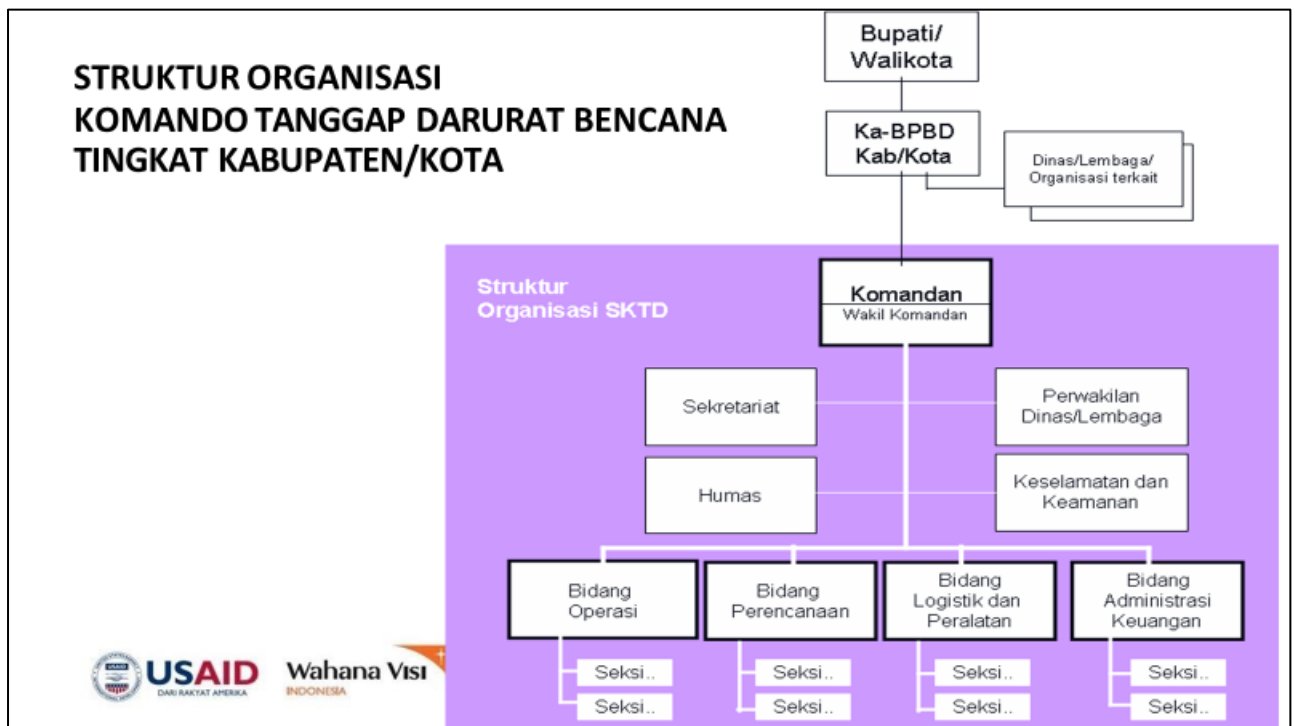 STRUKTUR ORGANISASI
KOMANDO TANGGAP DARURAT BENCANA
TINGKAT KABUPATEN/KOTA
Bupati/
Walikota
Ka-BPBD
Kab/Kota
Dinas/Lembaga/
Organisasi terkait
Struktur
Organisasi SKTD
Komandan
Wakil Komandan
Sekretariat
Perwakilan
Dinas/Lembaga
Humas
Keselamatan dan
Keamanan
Bidang
Operasi
Bidang
Perencanaan
Bidang
Logistik dan
Peralatan
Bidang
Administrasi
Keuangan
Seksi..
Seksi..
Seksi..
Seksi..
Seksi..
Seksi..
Seksi..
Seksi..
USAID
DARI RAKYAT AMERIKA
Wahana Visi
INDONESIA